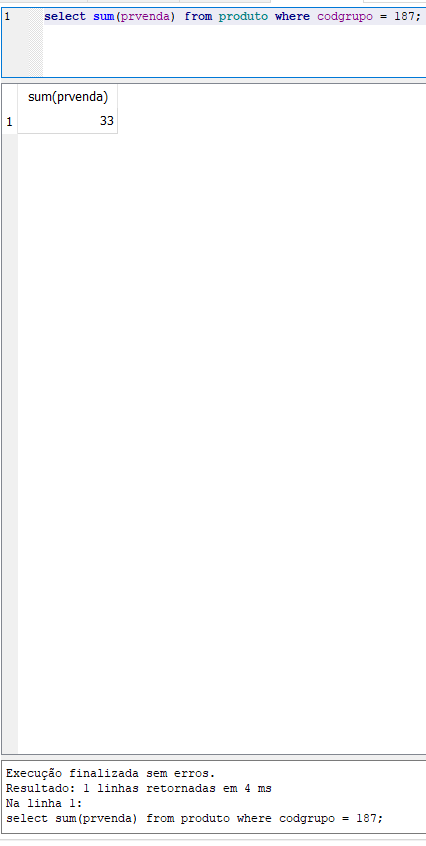 1 select sum(prvenda) from produto where codgrupo = 187;
sum(prvenda)
1 33
Execução finalizada sem erros.
Resultado: 1 linhas retornadas em 4 ms
Na linha 1:
select sum(prvenda) from produto where codgrupo = 187;